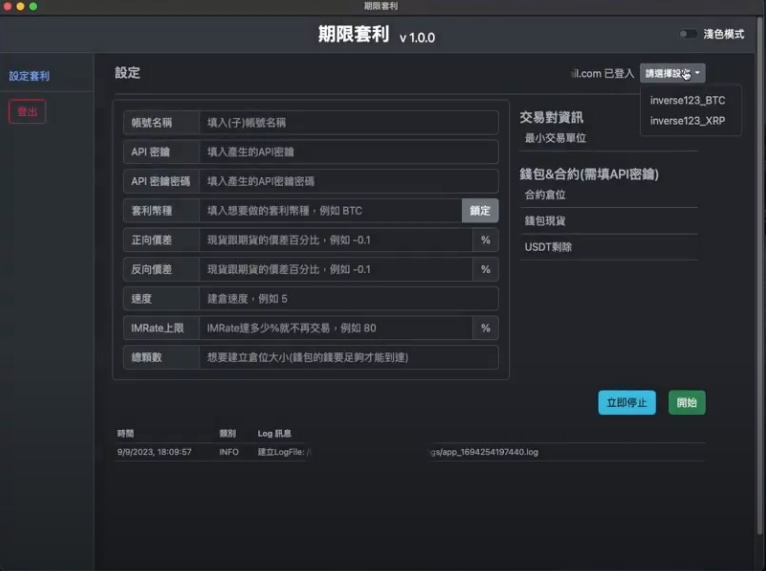 期限套利
期限套利 v 1.0.0
淺色模式
設定套利
登出
設定
il.com 已登入
請選擇設定
inverse123_BTC
inverse123_XRP
帳號名稱 填入(子)帳號名稱
API 密鑰 填入產生的API密鑰
API 密鑰密碼 填入產生的API密鑰密碼
套利幣種 填入想要做的套利幣種，例如 BTC 鎖定
正向價差 現貨跟期貨的價差百分比，例如 -0.1 %
反向價差 現貨跟期貨的價差百分比，例如 -0.1 %
速度 建倉速度，例如 5
IMRate上限 IMRate達多少%就不再交易，例如 80 %
總顆數 想要建立倉位大小(錢包的錢要足夠才能到達)
交易對資訊
最小交易單位
錢包&合約(需填API密鑰)
合約倉位
錢包現貨
USDT剩餘
立即停止
開始
時間 類別 Log 訊息
9/9/2023, 18:09:57 INFO 建立LogFile: / gs/app_1694254197440.log